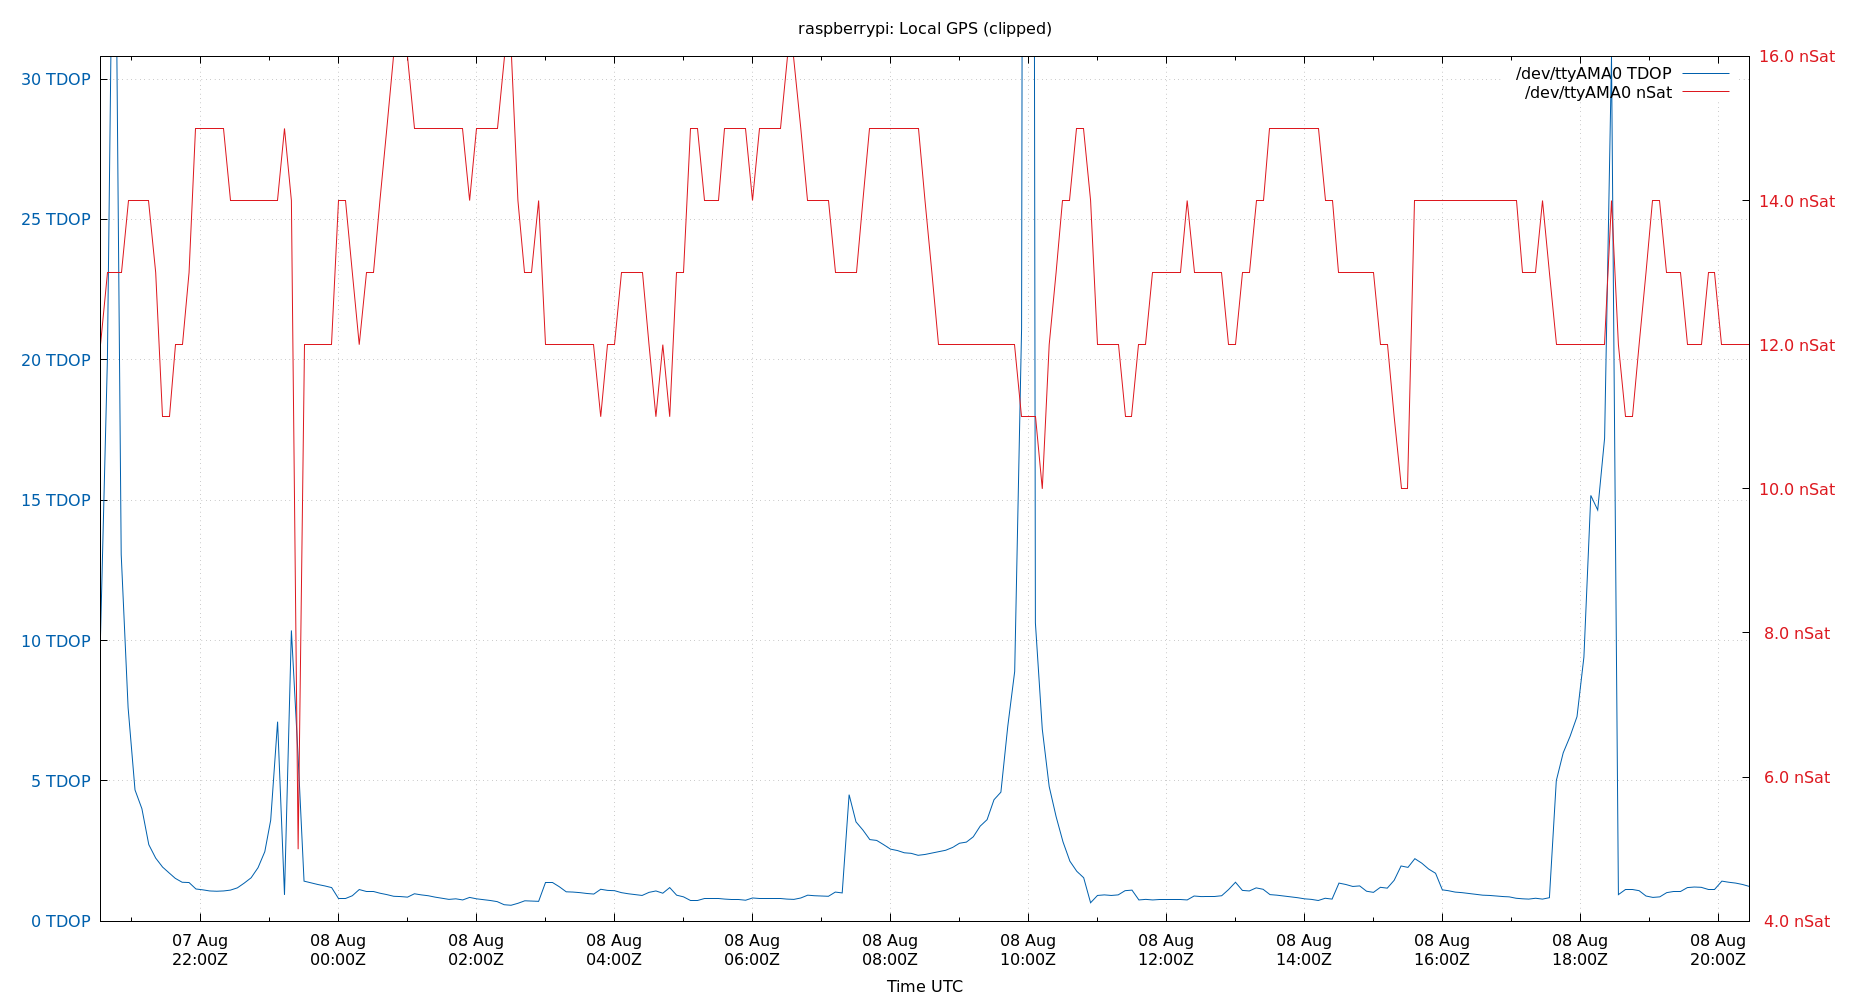 raspberrypi: Local GPS (clipped)
30 TDOP
25 TDOP
20 TDOP
15 TDOP
10 TDOP
5 TDOP
0 TDOP
/dev/ttyAMA0 TDOP
/dev/ttyAMA0 nSat
16.0 nSat
14.0 nSat
12.0 nSat
10.0 nSat
8.0 nSat
6.0 nSat
4.0 nSat
07 Aug
22:00Z
08 Aug
00:00Z
08 Aug
02:00Z
08 Aug
04:00Z
08 Aug
06:00Z
08 Aug
08:00Z
08 Aug
10:00Z
08 Aug
12:00Z
08 Aug
14:00Z
08 Aug
16:00Z
08 Aug
18:00Z
08 Aug
20:00Z
Time UTC